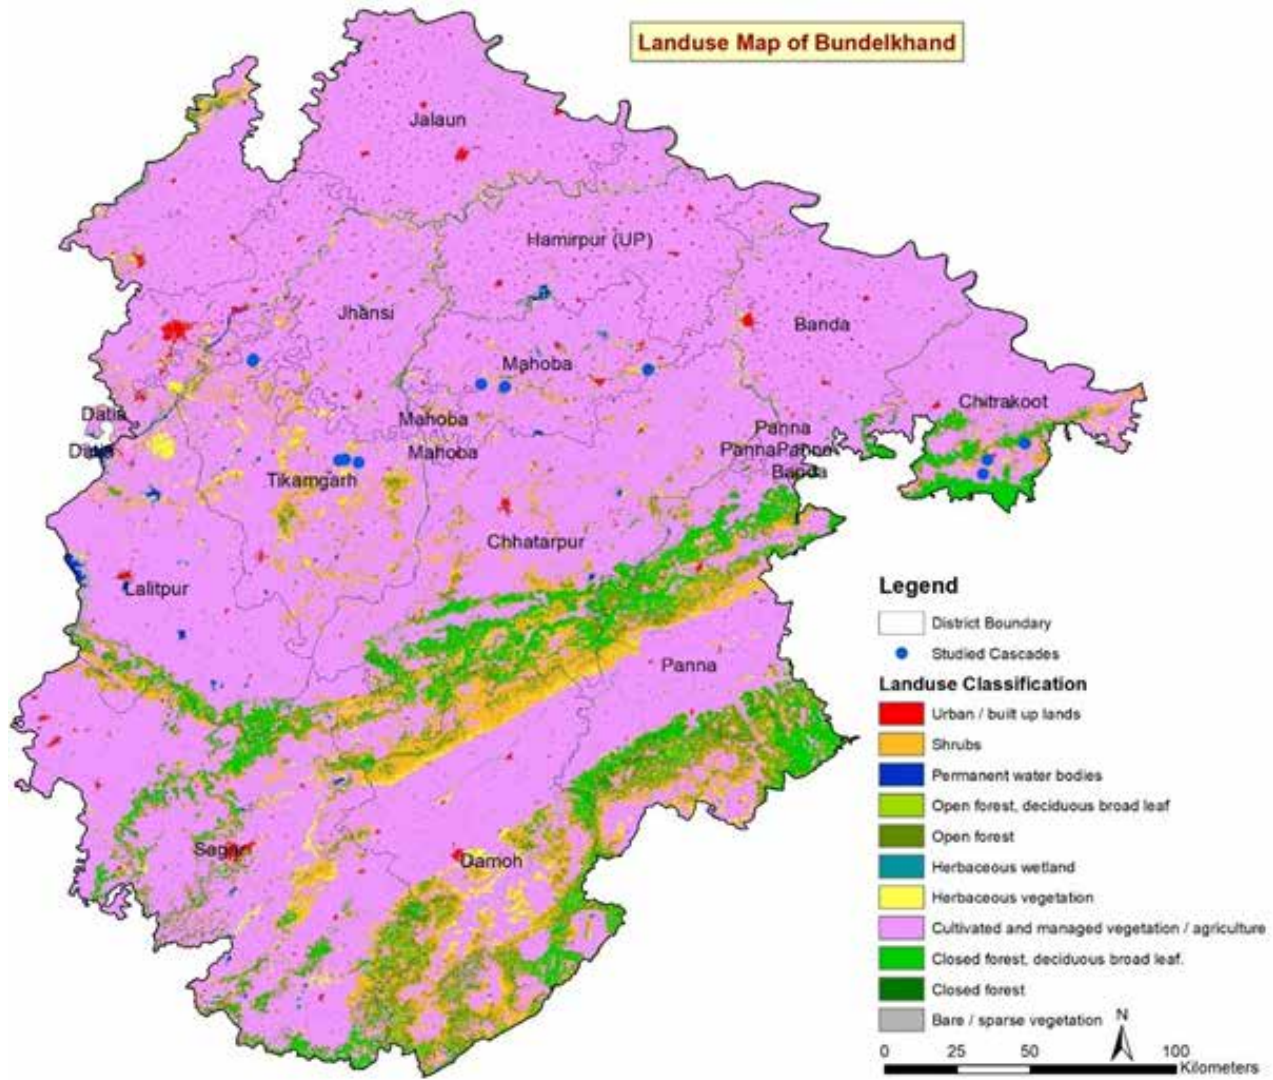 Landuse Map of Bundelkhand
Jalaun
Hamirpur (UP)
Jhansi
Banda
Mahoba
Chitrakoot
Datia
Mahoba
Panna
Datia
Mahoba
PannaPanna
Banda
Tikamgarh
Chhatarpur
Lalitpur
Panna
Sagar
Damoh
Legend
District Boundary
Studied Cascades
Landuse Classification
Urban / built up lands
Shrubs
Permanent water bodies
Open forest, deciduous broad leaf
Open forest
Herbaceous wetland
Herbaceous vegetation
Cultivated and managed vegetation / agriculture
Closed forest, deciduous broad leaf.
Closed forest
Bare / sparse vegetation
N
0 25 50 100
Kilometers